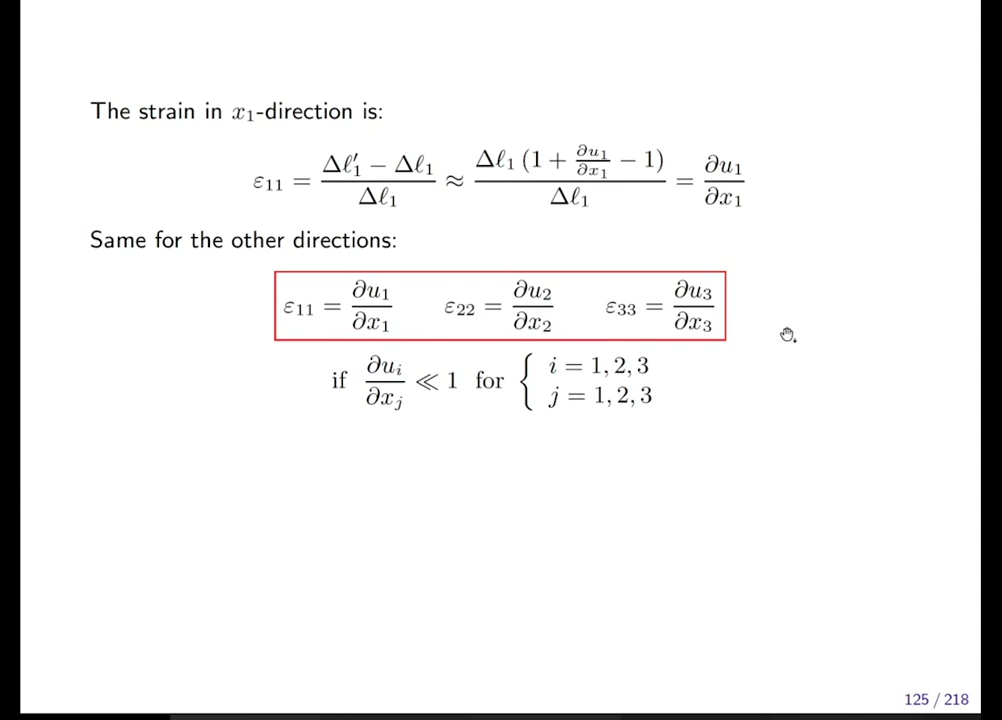 The strain in x₁-direction is:
ε₁₁ = (Δℓ′₁ − Δℓ₁)/Δℓ₁ ≈ Δℓ₁ (1 + ∂u₁/∂x₁ − 1)/Δℓ₁ = ∂u₁/∂x₁
Same for the other directions:
ε₁₁ = ∂u₁/∂x₁ ε₂₂ = ∂u₂/∂x₂ ε₃₃ = ∂u₃/∂x₃
if ∂uᵢ/∂xⱼ ≪ 1 for { i = 1, 2, 3
j = 1, 2, 3
125 / 218